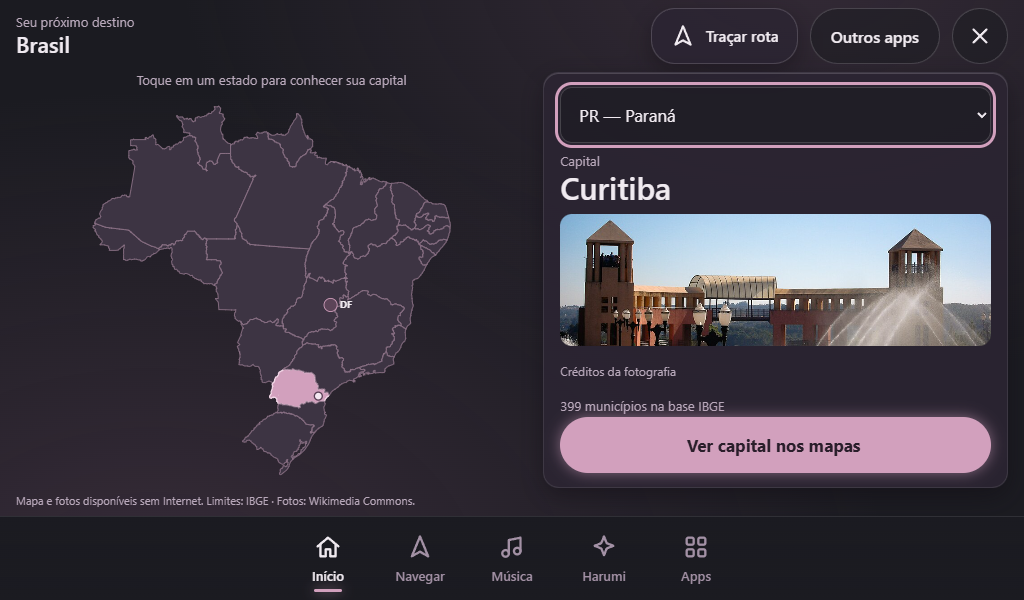 Seu próximo destino
Brasil
Traçar rota
Outros apps
Toque em um estado para conhecer sua capital
DF
PR — Paraná
Capital
Curitiba
Créditos da fotografia
399 municípios na base IBGE
Ver capital nos mapas
Mapa e fotos disponíveis sem Internet. Limites: IBGE · Fotos: Wikimedia Commons.
Início
Navegar
Música
Harumi
Apps